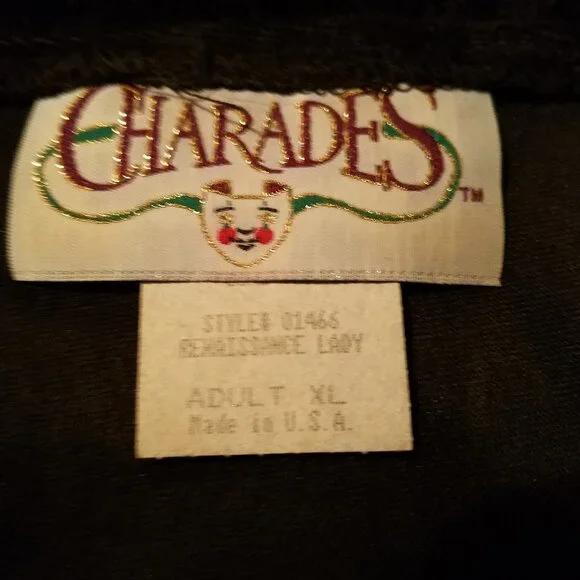 CHARADES
TM
STYLE# 01466
RENAISSANCE LADY
ADULT XL
Made in U.S.A.